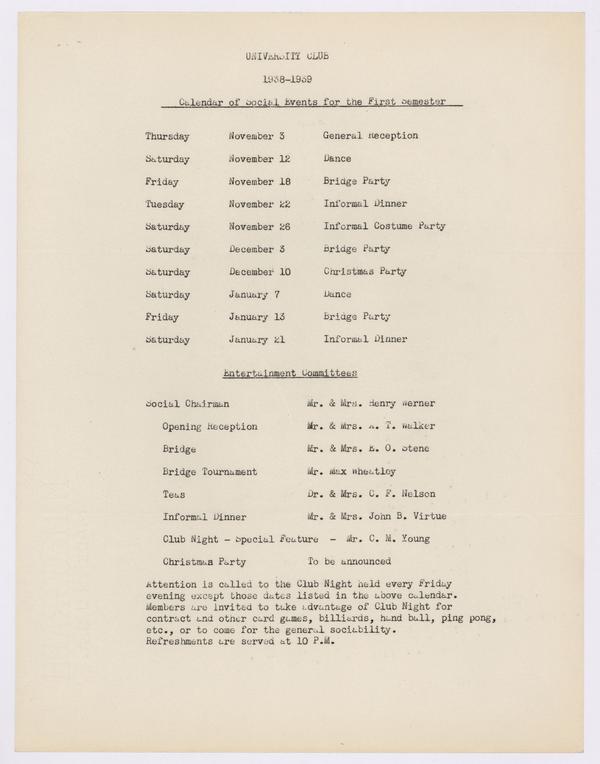 UNIVERSITY CLUB
1938-1939
Calendar of Social Events for the First Semester
Thursday November 3 General Reception
Saturday November 12 Dance
Friday November 18 Bridge Party
Tuesday November 22 Informal Dinner
Saturday November 26 Informal Costume Party
Saturday December 3 Bridge Party
Saturday December 10 Christmas Party
Saturday January 7 Dance
Friday January 13 Bridge Party
Saturday January 21 Informal Dinner
Entertainment Committees
Social Chairman Mr. & Mrs. Henry Werner
Opening Reception Mr. & Mrs. T. Walker
Bridge Mr. & Mrs. O. Stene
Bridge Tournament Mr. Max Wheatley
Teas Dr. & Mrs. C. F. Nelson
Informal Dinner Mr. & Mrs. John B. Virtue
Club Night - Special Feature - Mr. C. M. Young
Christmas Party To be announced
Attention is called to the Club Night held every Friday
evening except those dates listed in the above calendar.
Members are invited to take advantage of Club Night for
contract and other card games, billiards, hand ball, ping pong,
etc., or to come for the general sociability.
Refreshments are served at 10 P.M.